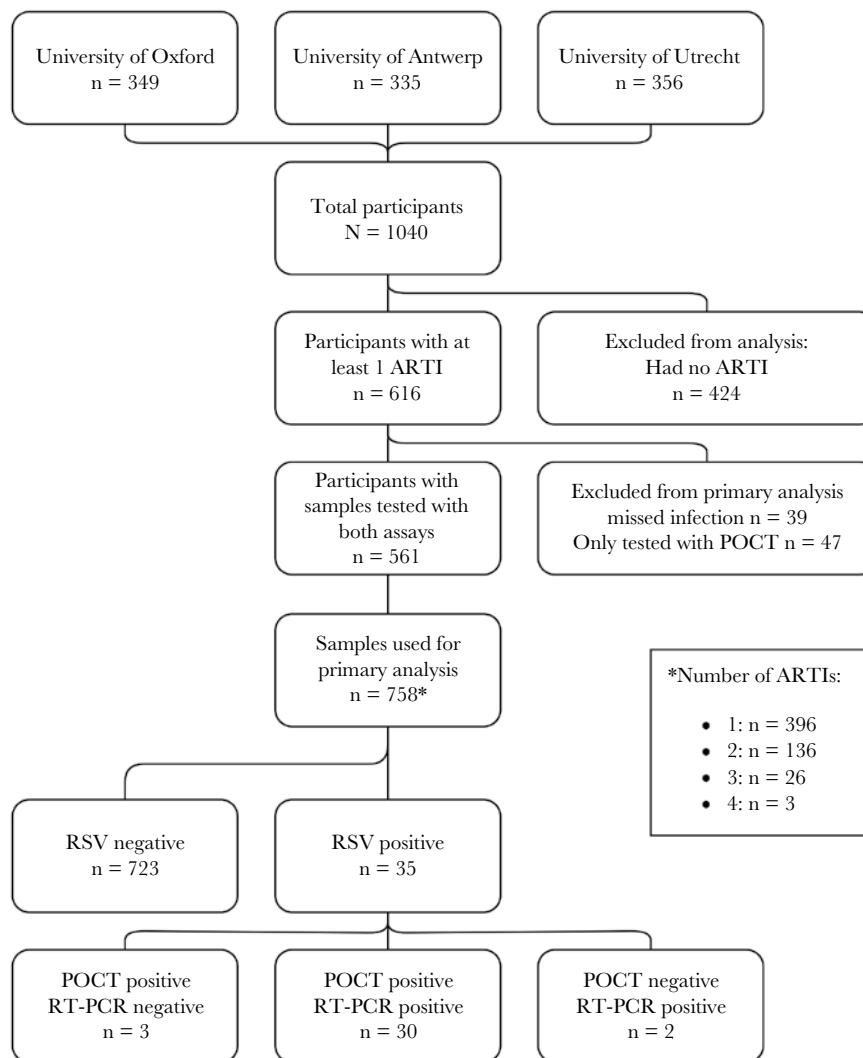 University of Oxford
n = 349
University of Antwerp
n = 335
University of Utrecht
n = 356
Total participants
N = 1040
Participants with at
least 1 ARTI
n = 616
Excluded from analysis:
Had no ARTI
n = 424
Participants with
samples tested with
both assays
n = 561
Excluded from primary analysis
missed infection n = 39
Only tested with POCT n = 47
Samples used for
primary analysis
n = 758*
*Number of ARTIs:
• 1: n = 396
• 2: n = 136
• 3: n = 26
• 4: n = 3
RSV negative
n = 723
RSV positive
n = 35
POCT positive
RT-PCR negative
n = 3
POCT positive
RT-PCR positive
n = 30
POCT negative
RT-PCR positive
n = 2